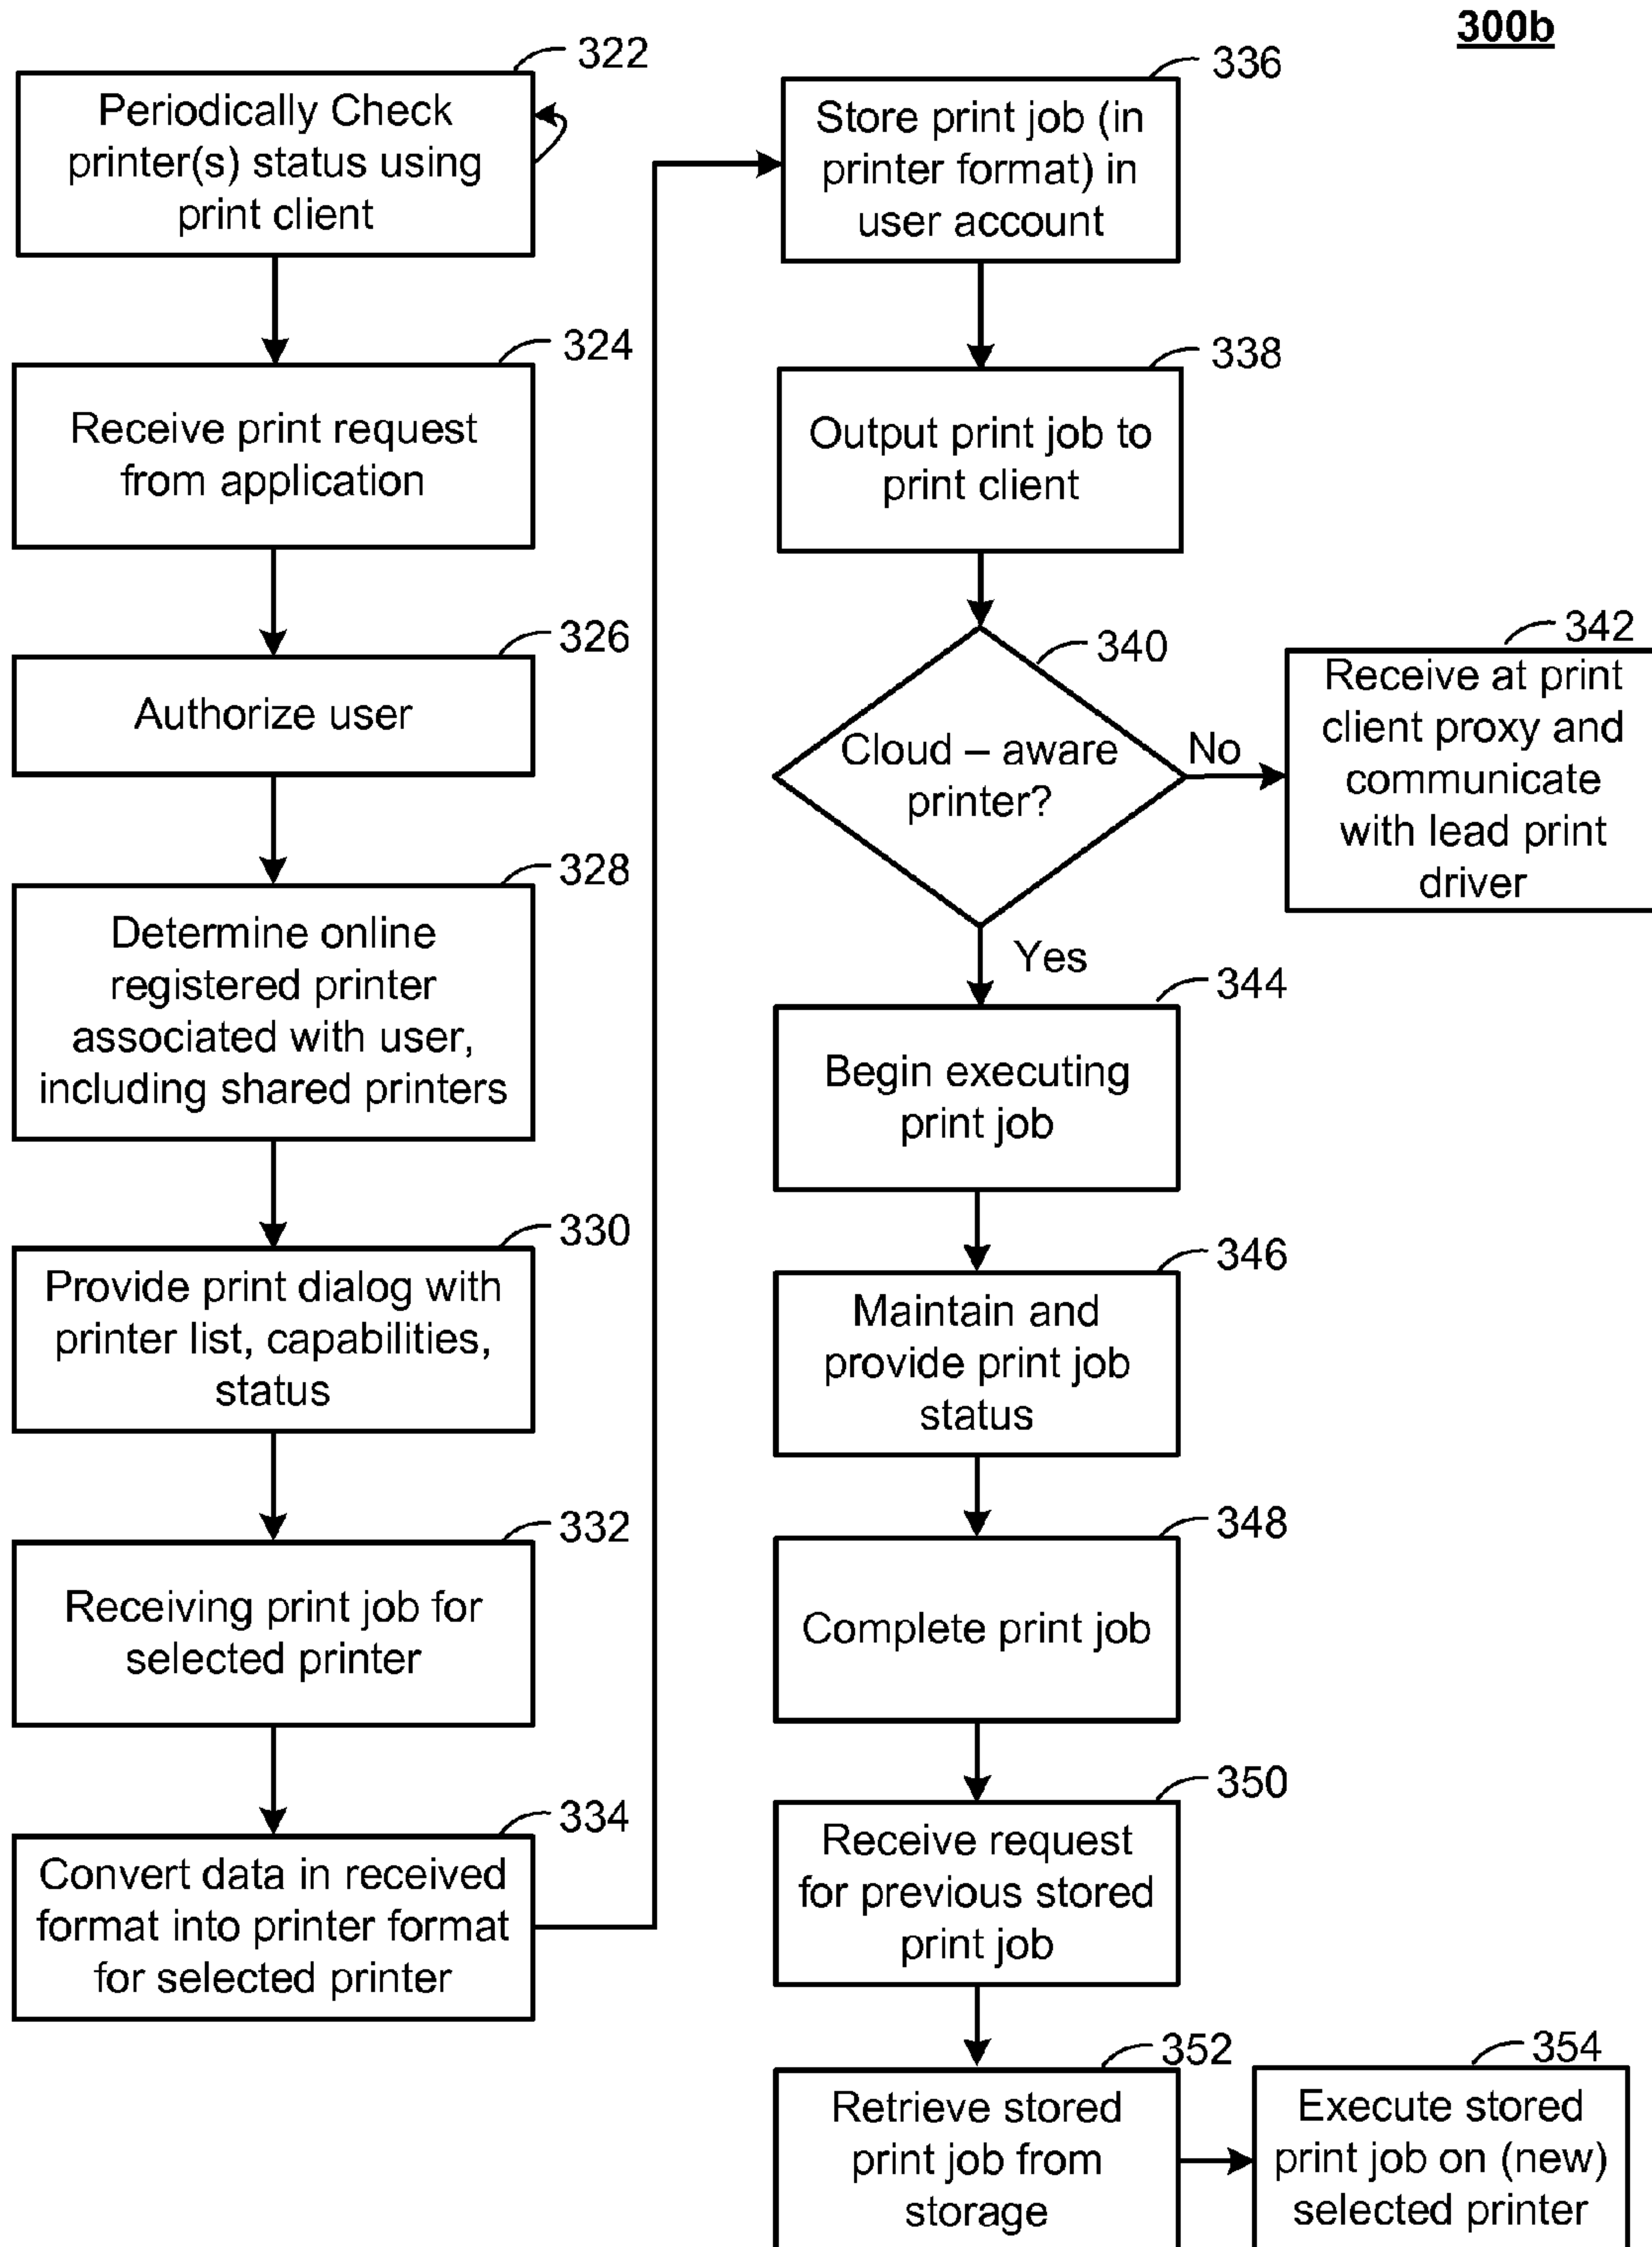 300b
322
Periodically Check
printer(s) status using
print client
324
Receive print request
from application
326
Authorize user
328
Determine online
registered printer
associated with user,
including shared printers
330
Provide print dialog with
printer list, capabilities,
status
332
Receiving print job for
selected printer
334
Convert data in received
format into printer format
for selected printer
336
Store print job (in
printer format) in
user account
338
Output print job to
print client
340
Cloud – aware
printer?
No
342
Receive at print
client proxy and
communicate
with lead print
driver
Yes
344
Begin executing
print job
346
Maintain and
provide print job
status
348
Complete print job
350
Receive request
for previous stored
print job
352
Retrieve stored
print job from
storage
354
Execute stored
print job on (new)
selected printer